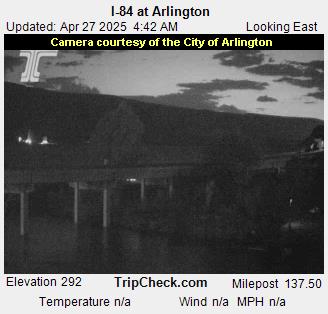 I-84 at Arlington
Updated: Apr 27 2025 4:42 AM Looking East
Camera courtesy of the City of Arlington
Elevation 292 TripCheck.com Milepost 137.50
Temperature n/a Wind n/a MPH n/a